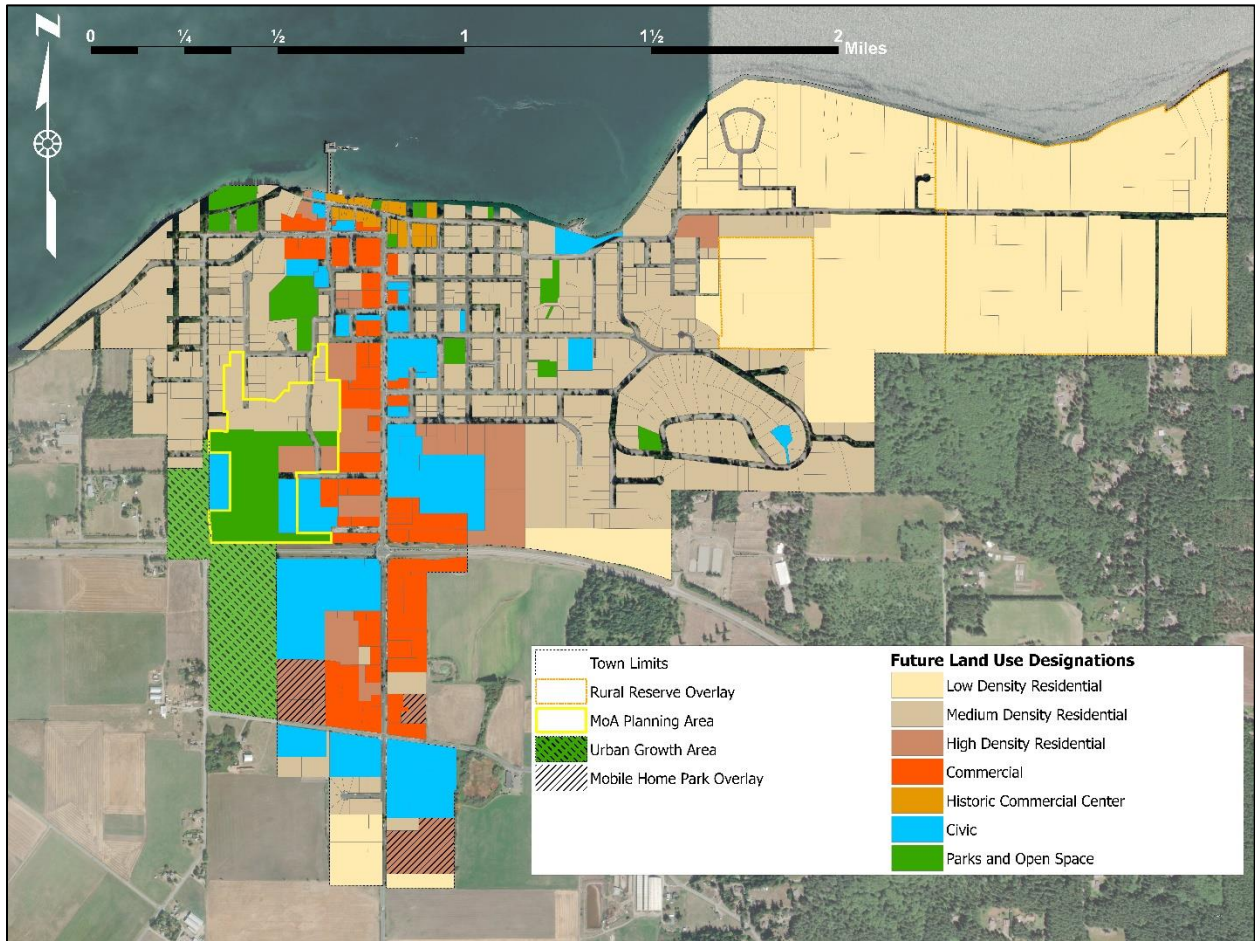 N
0 ¼ ½ 1 1½ 2 Miles
Town Limits
Rural Reserve Overlay
MoA Planning Area
Urban Growth Area
Mobile Home Park Overlay
Future Land Use Designations
Low Density Residential
Medium Density Residential
High Density Residential
Commercial
Historic Commercial Center
Civic
Parks and Open Space